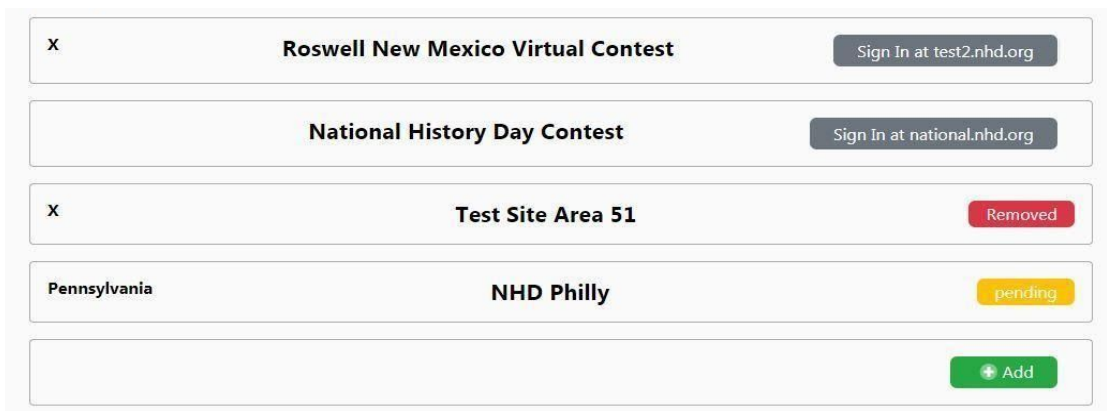 X Roswell New Mexico Virtual Contest Sign In at test2.nhd.org
National History Day Contest Sign In at national.nhd.org
X Test Site Area 51 Removed
Pennsylvania NHD Philly pending
Add